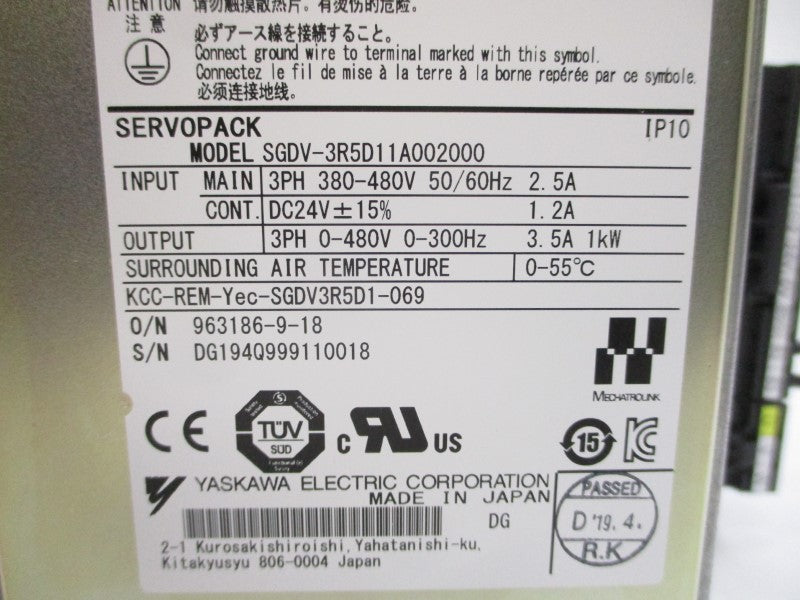 ATTENTION 请勿触摸散热片。有烫伤的危险。
注意 必ずアース線を接続すること。
Connect ground wire to terminal marked with this symbol.
Connectez le fil de mise à la terre à la borne repérée par ce symbole.
必须连接地线。
SERVOPACK IP10
MODEL SGDV-3R5D11A002000
INPUT MAIN 3PH 380-480V 50/60Hz 2.5A
CONT. DC24V±15% 1.2A
OUTPUT 3PH 0-480V 0-300Hz 3.5A 1kW
SURROUNDING AIR TEMPERATURE 0-55℃
KCC-REM-Yec-SGDV3R5D1-069
O/N 963186-9-18
S/N DG194Q999110018
MECHATROLINK
CE TÜV SÜD c RU US 15 KC
YASKAWA ELECTRIC CORPORATION
MADE IN JAPAN
DG
PASSED
D '19.4.
R.K
2-1 Kurosakishiroishi, Yahatanishi-ku,
Kitakyusyu 806-0004 Japan